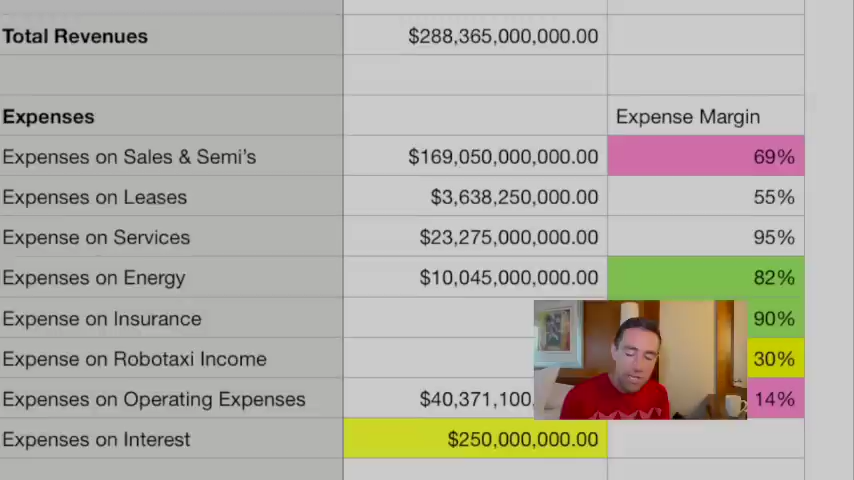 Total Revenues $288,365,000,000.00
Expenses Expense Margin
Expenses on Sales & Semi's $169,050,000,000.00 69%
Expenses on Leases $3,638,250,000.00 55%
Expense on Services $23,275,000,000.00 95%
Expenses on Energy $10,045,000,000.00 82%
Expense on Insurance 90%
Expense on Robotaxi Income 30%
Expenses on Operating Expenses $40,371,100, 14%
Expenses on Interest $250,000,000.00